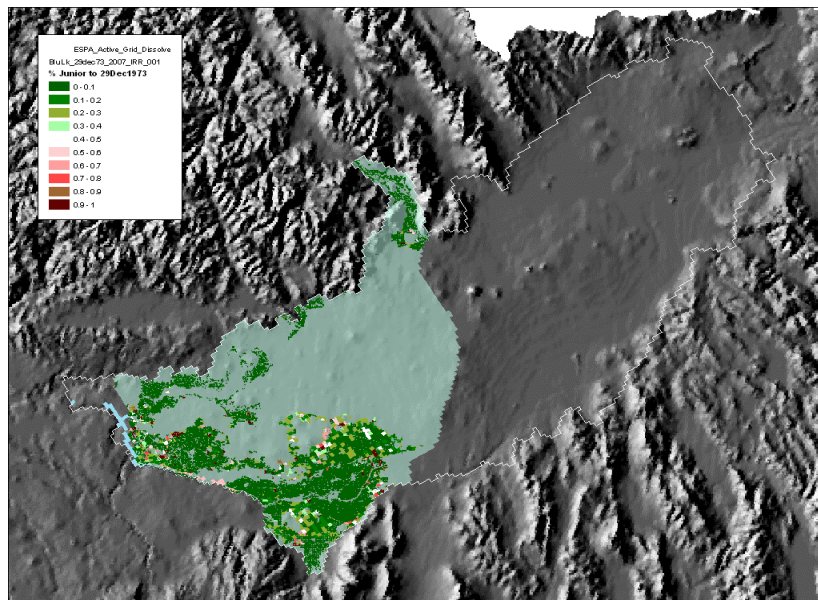 ESPA_Active_Grid_Dissolve
BluLk_29dec73_2007_IRR_001
% Junior to 29Dec1973
0 - 0.1
0.1 - 0.2
0.2 - 0.3
0.3 - 0.4
0.4 - 0.5
0.5 - 0.6
0.6 - 0.7
0.7 - 0.8
0.8 - 0.9
0.9 - 1